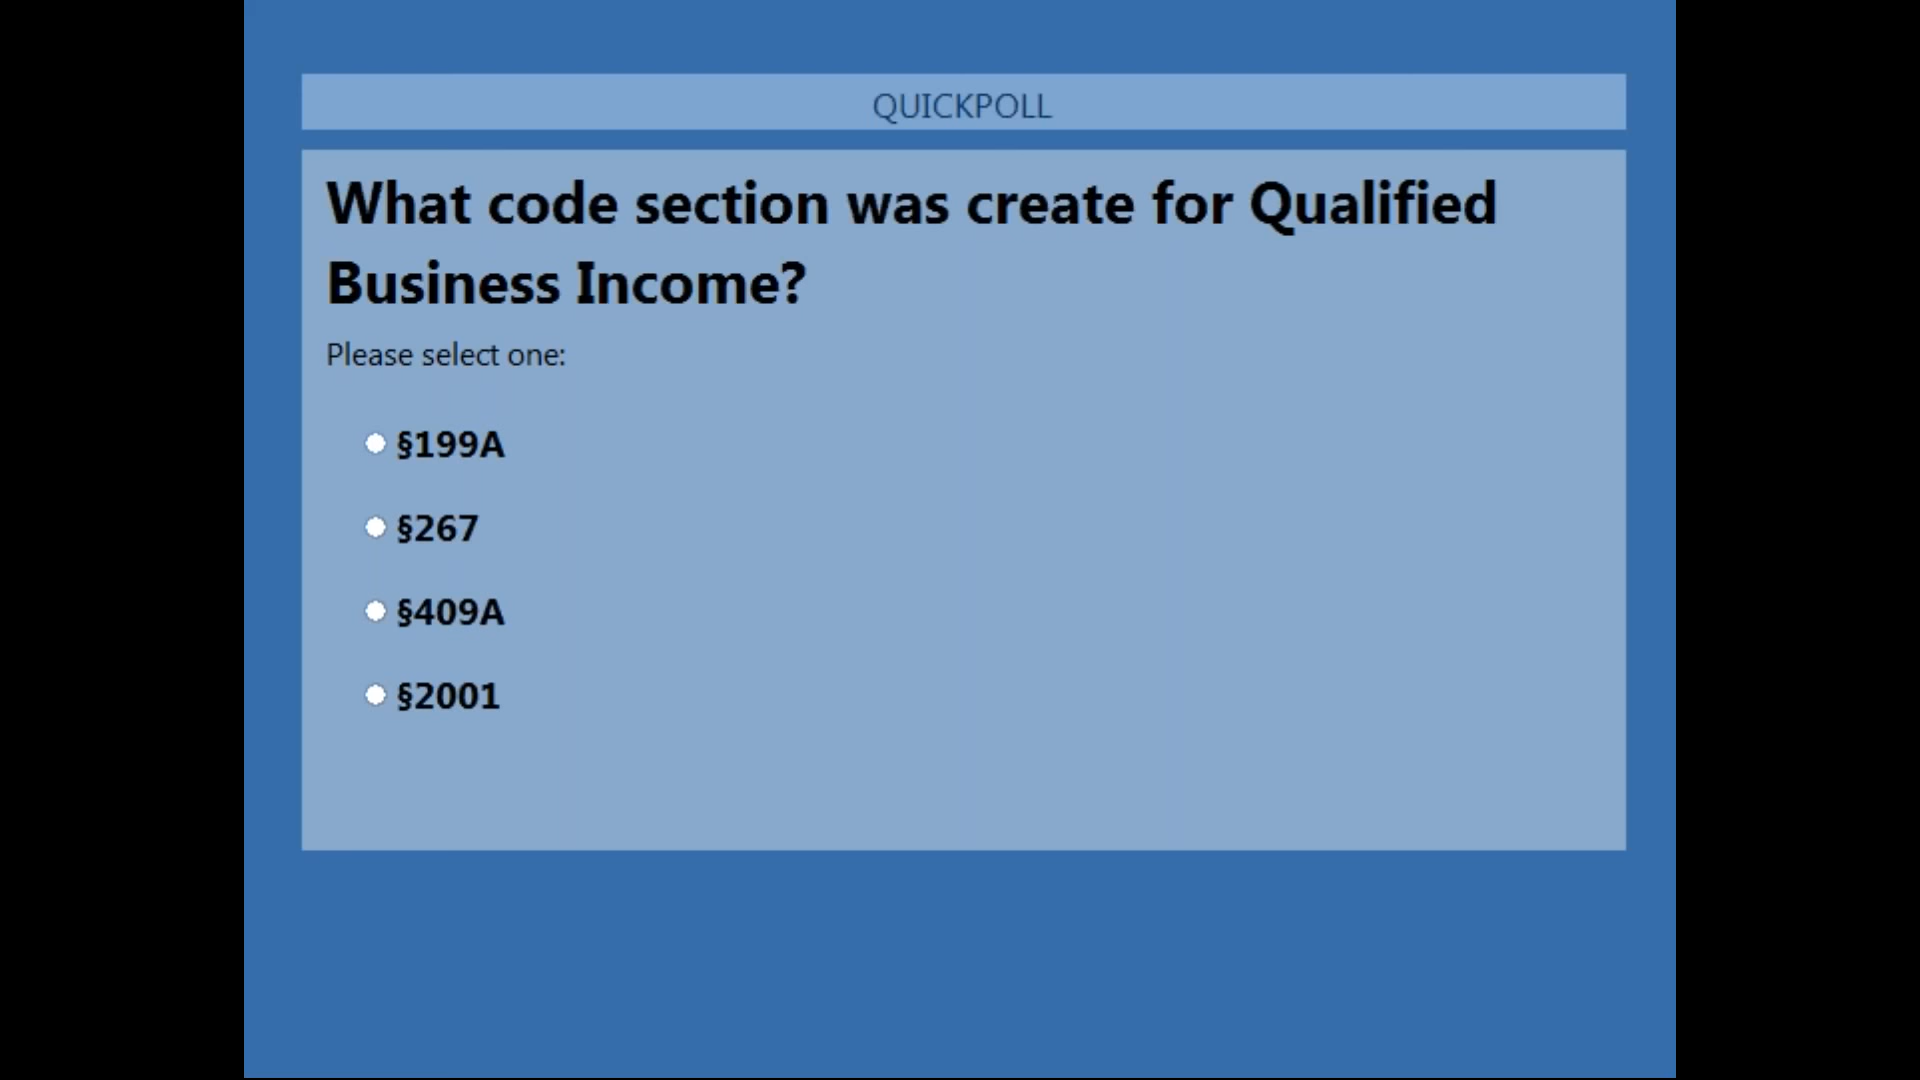 QUICKPOLL
What code section was create for Qualified
Business Income?
Please select one:
§199A
§267
§409A
§2001